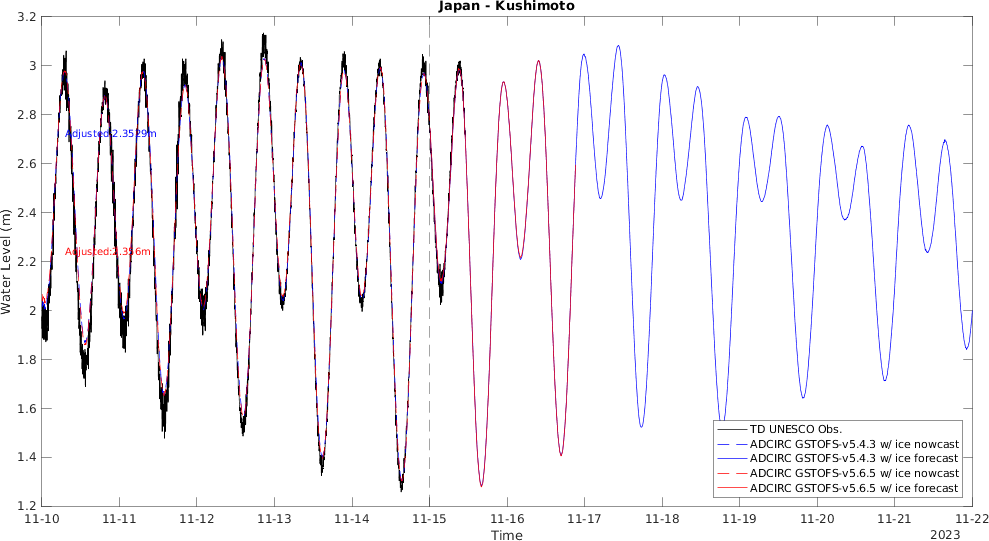 Japan - Kushimoto
3.2
3
2.8
2.6
2.4
2.2
2
1.8
1.6
1.4
1.2
Water Level (m)
Adjusted:2.3529m
Adjusted:2.356m
11-10
11-11
11-12
11-13
11-14
11-15
11-16
11-17
11-18
11-19
11-20
11-21
11-22
Time
2023
TD UNESCO Obs.
ADCIRC GSTOFS-v5.4.3 w/ ice nowcast
ADCIRC GSTOFS-v5.4.3 w/ ice forecast
ADCIRC GSTOFS-v5.6.5 w/ ice nowcast
ADCIRC GSTOFS-v5.6.5 w/ ice forecast